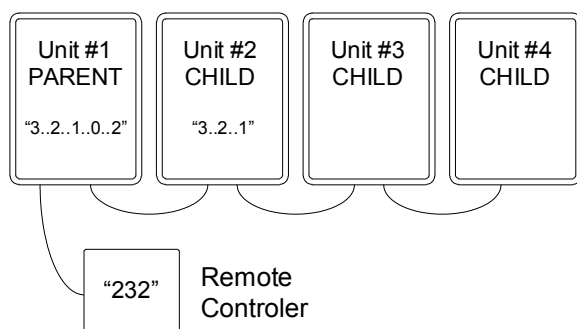 Unit #1
PARENT
“3..2..1..0..2”
Unit #2
CHILD
“3..2..1”
Unit #3
CHILD
Unit #4
CHILD
“232”
Remote
Controler